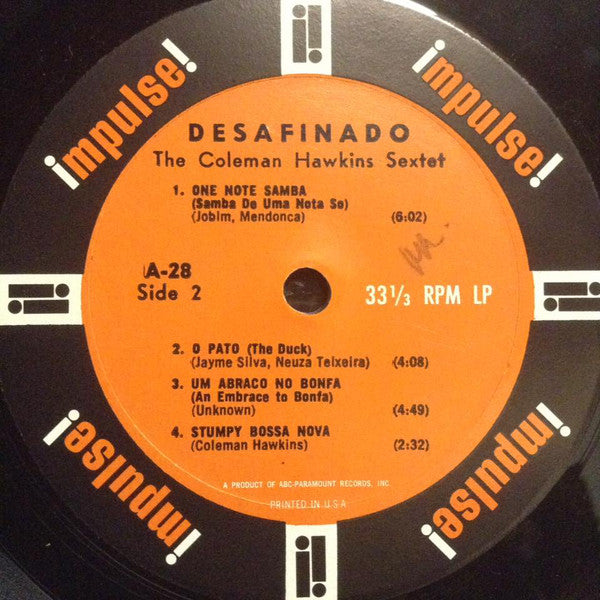 impulse!
impulse!
DESAFINADO
The Coleman Hawkins Sextet
1. ONE NOTE SAMBA
(Samba De Uma Nota So)
(Jobim, Mendonca) (6:02)
A-28
Side 2
33 1/3 RPM LP
2. O PATO (The Duck)
(Jayme Silva, Neuza Teixeira) (4:08)
3. UM ABRACO NO BONFA
(An Embrace to Bonfa)
(Unknown) (4:49)
4. STUMPY BOSSA NOVA
(Coleman Hawkins) (2:32)
A PRODUCT OF ABC-PARAMOUNT RECORDS, INC.
PRINTED IN U.S.A
impulse!
impulse!